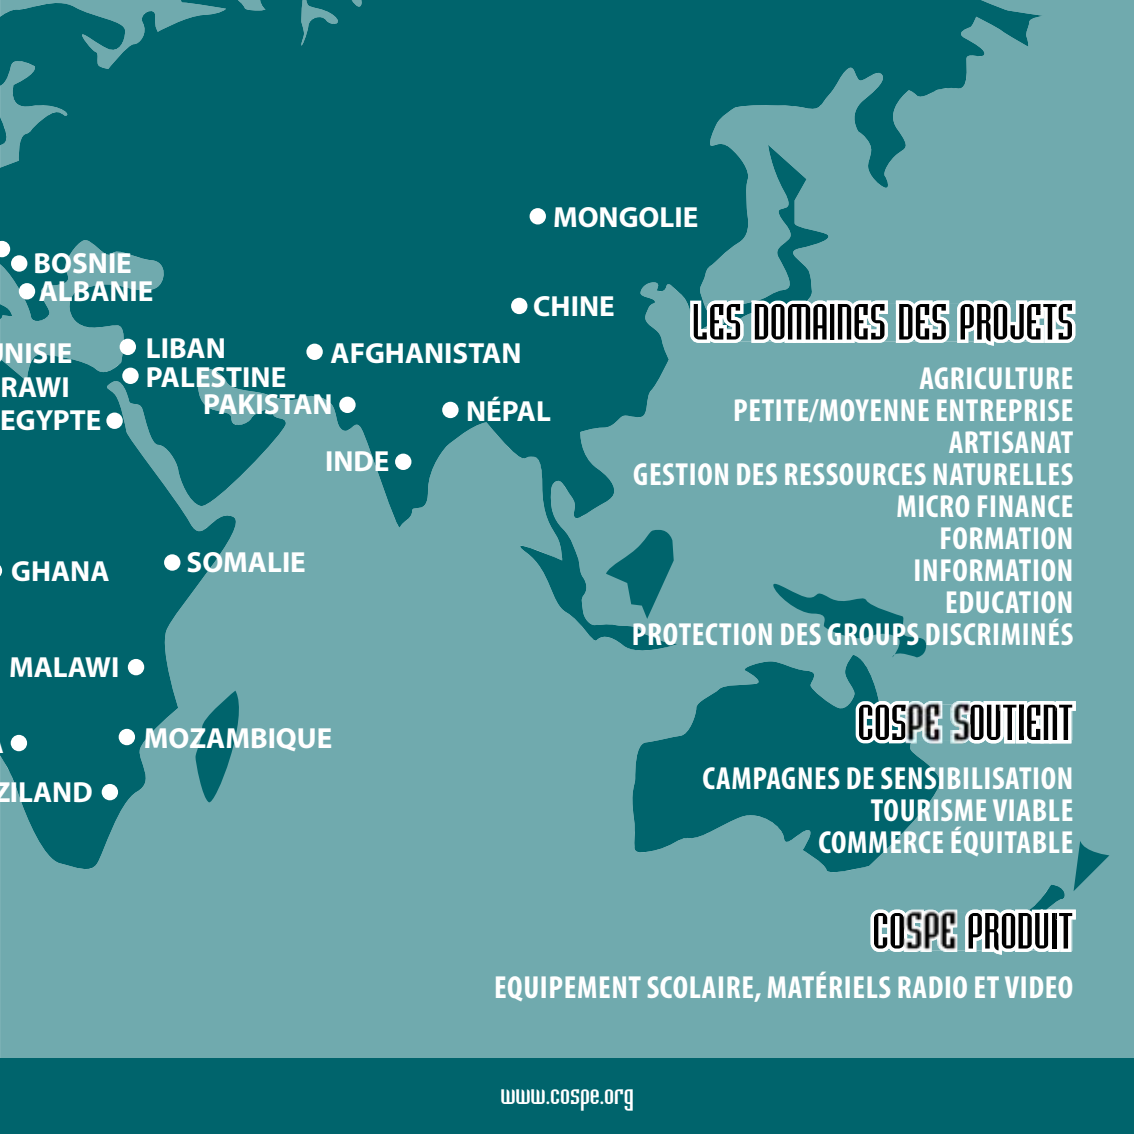 MONGOLIE
BOSNIE
ALBANIE
CHINE
LES DOMAINES DES PROJETS
UNISIE
LIBAN
AFGHANISTAN
RAWI
PALESTINE
PAKISTAN
EGYPTE
NÉPAL
INDE
AGRICULTURE
PETITE/MOYENNE ENTREPRISE
ARTISANAT
GESTION DES RESSOURCES NATURELLES
MICRO FINANCE
FORMATION
INFORMATION
EDUCATION
PROTECTION DES GROUPS DISCRIMINÉS
GHANA
SOMALIE
MALAWI
MOZAMBIQUE
ZILAND
COSPE SOUTIENT
CAMPAGNES DE SENSIBILISATION
TOURISME VIABLE
COMMERCE ÉQUITABLE
COSPE PRODUIT
EQUIPEMENT SCOLAIRE, MATÉRIELS RADIO ET VIDEO
www.cospe.org